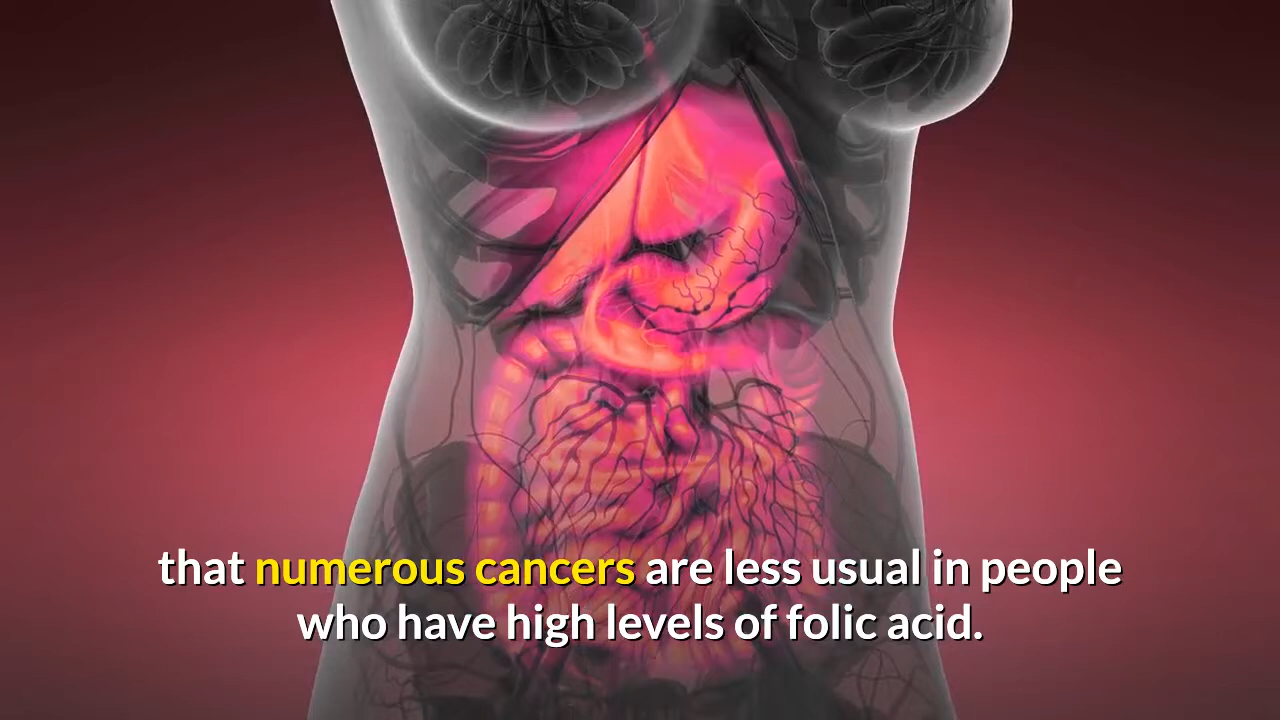 that numerous cancers are less usual in people
who have high levels of folic acid.